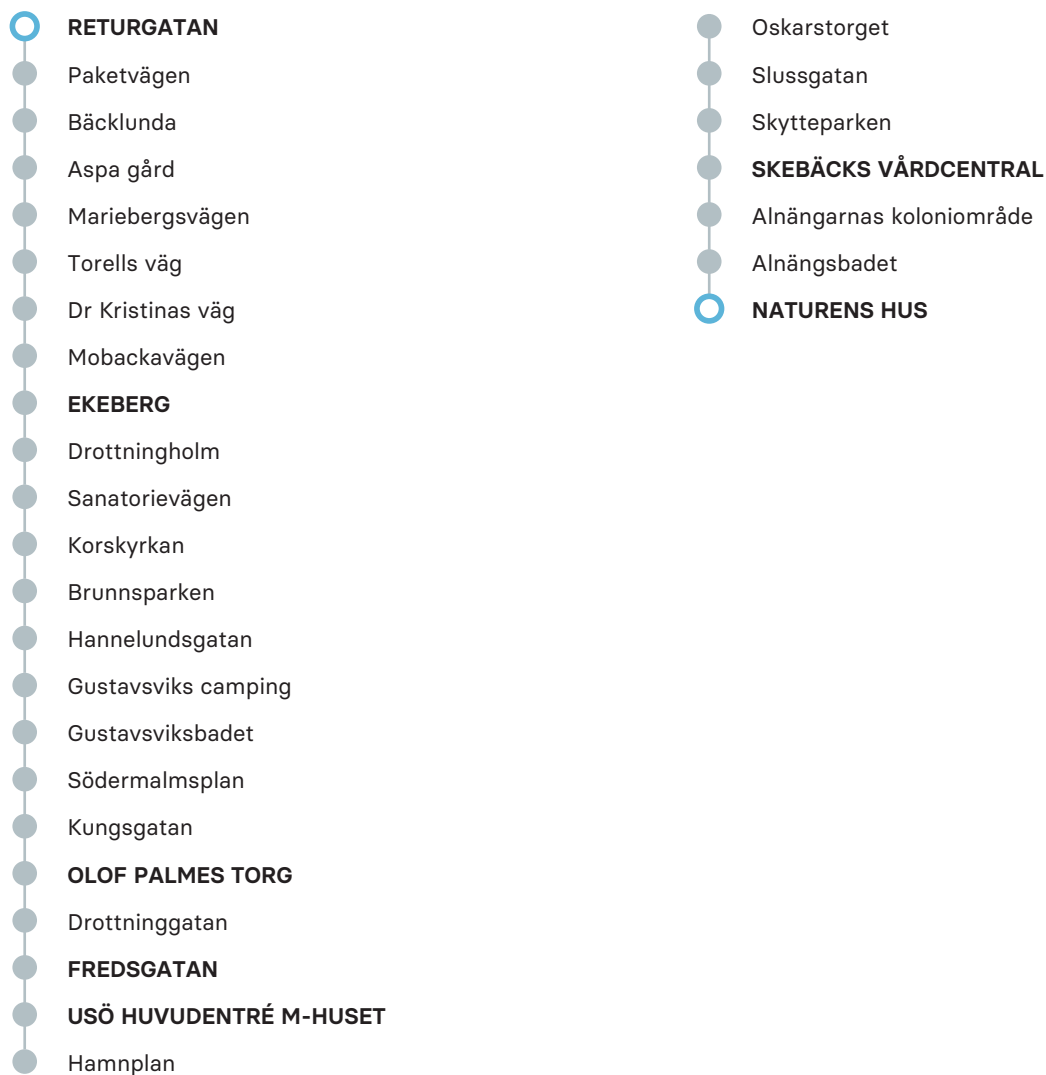 RETURGATAN
Paketvägen
Bäcklunda
Aspa gård
Mariebergsvägen
Torells väg
Dr Kristinas väg
Mobackavägen
EKEBERG
Drottningholm
Sanatorievägen
Korskyrkan
Brunnsparken
Hannelundsgatan
Gustavsviks camping
Gustavsviksbadet
Södermalmsplan
Kungsgatan
OLOF PALMES TORG
Drottninggatan
FREDSGATAN
USÖ HUVUDENTRÉ M-HUSET
Hamnplan
Oskarstorget
Slussgatan
Skytteparken
SKEBÄCKS VÅRDCENTRAL
Alnängarnas koloniområde
Alnängsbadet
NATURENS HUS